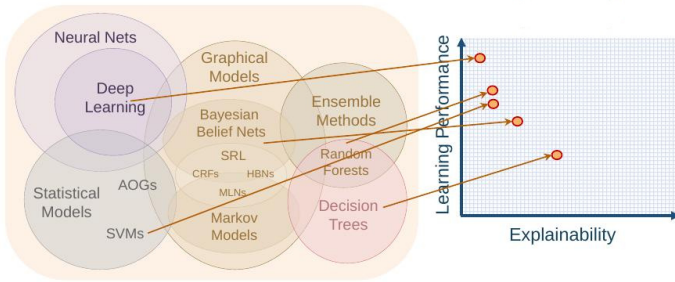 Neural Nets
Deep
Learning
Graphical
Models
Bayesian
Belief Nets
SRL
CRFs
HBNs
MLNs
Markov
Models
Ensemble
Methods
Random
Forests
Decision
Trees
Statistical
Models
AOGs
SVMs
Learning Performance
Explainability